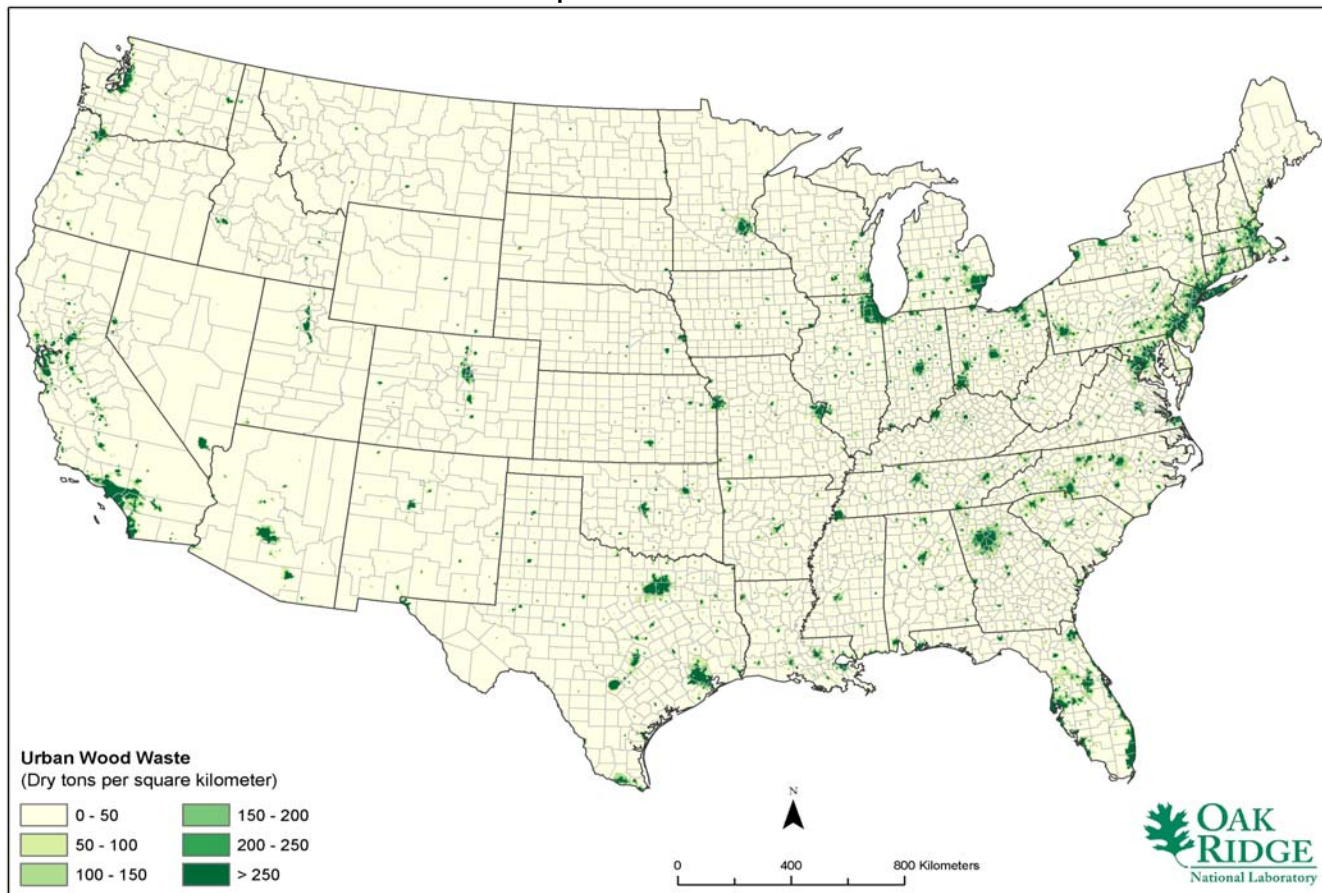 Urban Wood Waste
(Dry tons per square kilometer)
0 - 50
50 - 100
100 - 150
150 - 200
200 - 250
> 250
N
0 400 800 Kilometers
OAK
RIDGE
National Laboratory